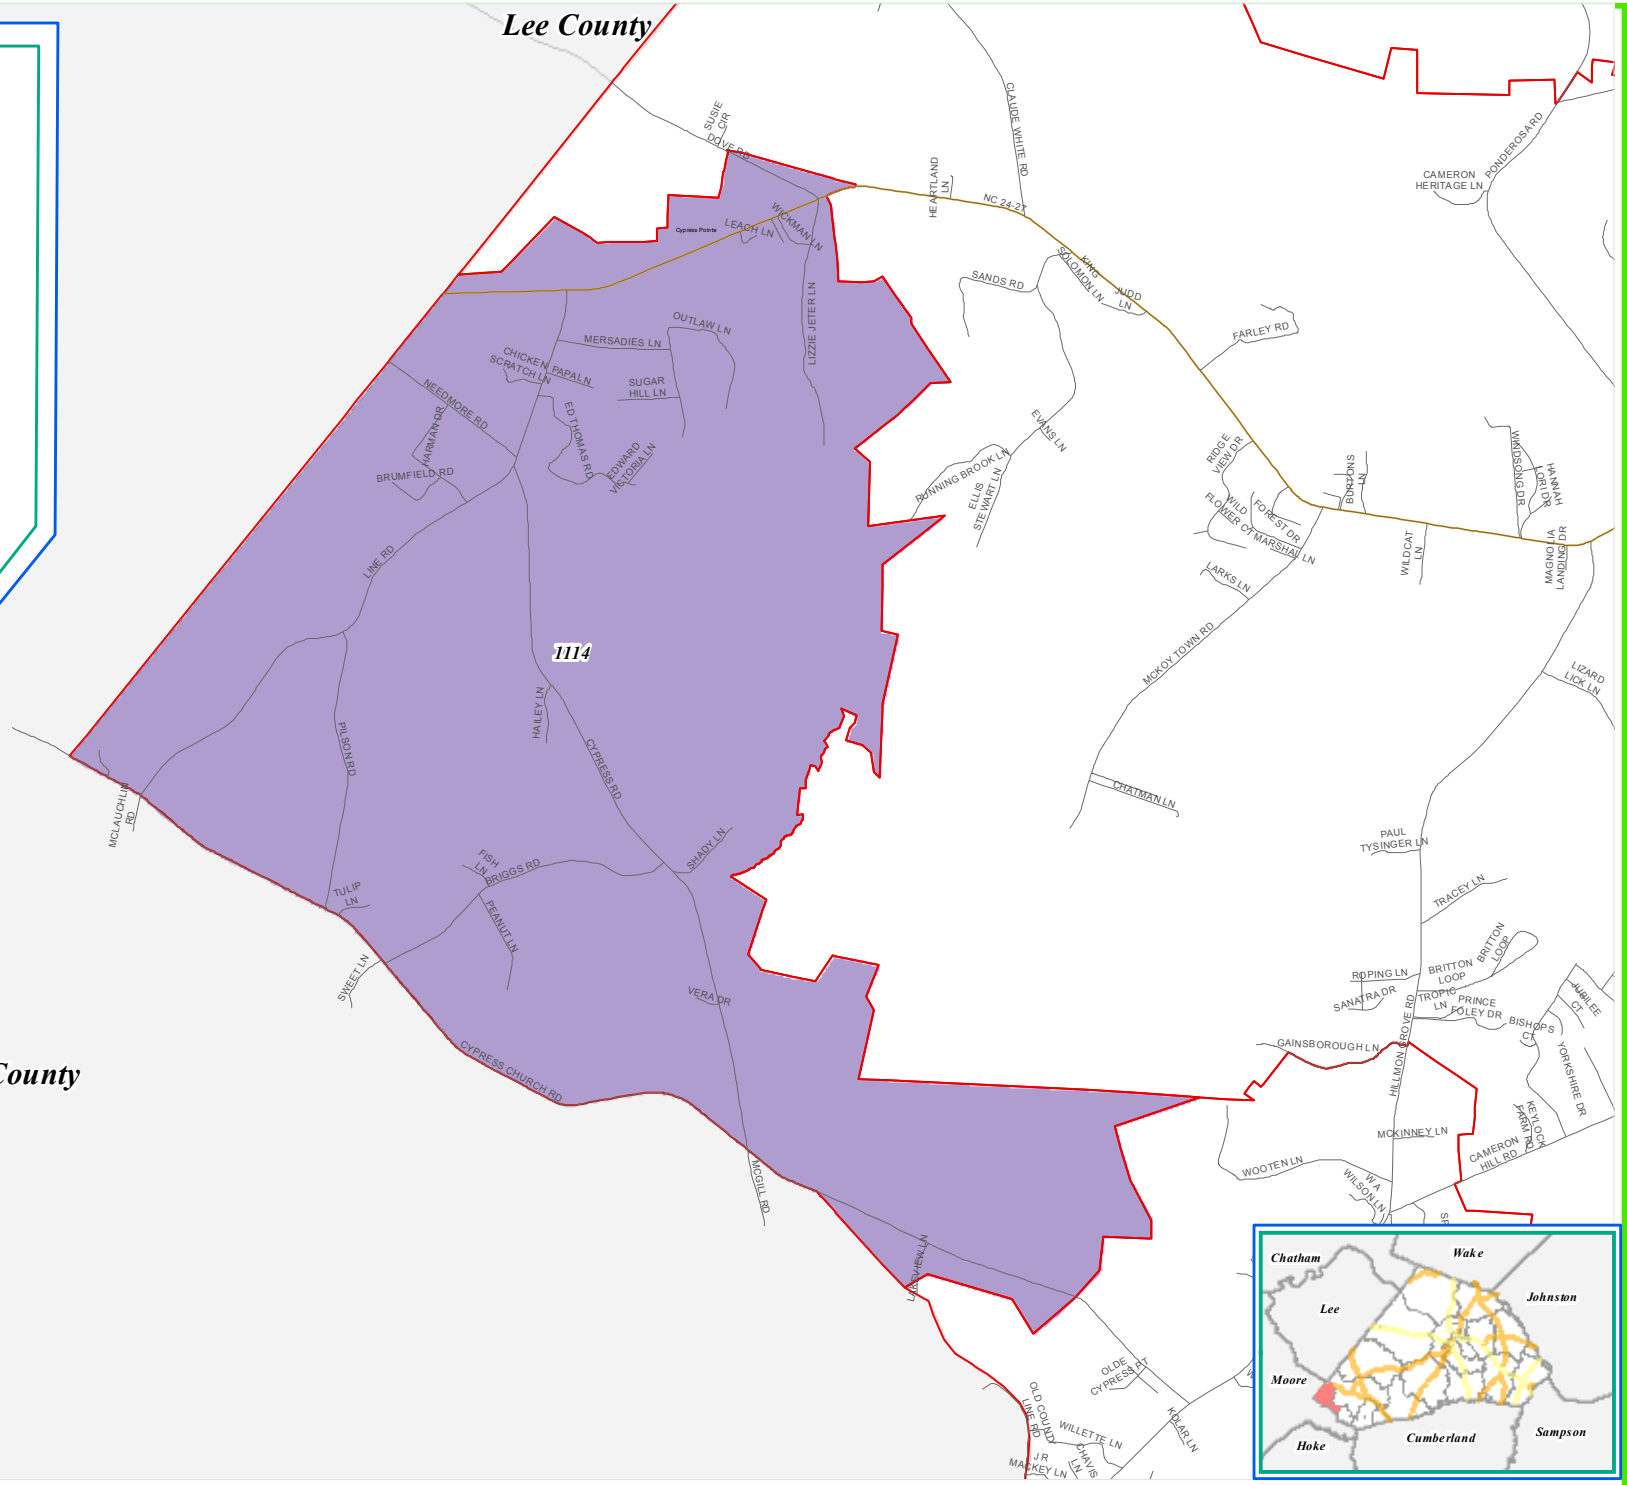 Lee County
SUSIE
CIR
DOVE RD
CLAUDE WHITE RD
PONDEROSA RD
CAMERON
HERITAGE LN
HEARTLAND
LN
NC 24-27
WICKMAN LN
LEACH LN
Cypress Pointe
KING
SOLOMON LN
JUDD
LN
SANDS RD
LIZZIE JETER LN
OUTLAW LN
MERSADIES LN
FARLEY RD
CHICKEN
SCRATCH LN
PAPA LN
SUGAR
HILL LN
NEEDMORE RD
HARMAN DR
ED THOMAS RD
EDWARD
VICTORIA LN
BRUMFIELD RD
EVANS LN
RUNNING BROOK LN
ELLIS
STEWART LN
RIDGE
VIEW DR
BURTONS
LN
WINDSONG DR
HANNAH
LORI DR
WILD
FLOWER CT
FOREST DR
MARSHAL LN
WILDCAT
LN
MAGNOLIA
LANDING DR
LARKS LN
LINE RD
MCKOY TOWN RD
1114
LIZARD
LICK LN
HAILEY LN
PILSON RD
CYPRESS RD
MCLAUCHLIN
RD
CHATMAN LN
PAUL
TYSINGER LN
SHADY LN
FISH
LN
BRIGGS RD
TULIP
LN
PEANUT LN
TRACEY LN
SWEET LN
VERA DR
BRITTON
LOOP
BRITTON
LOOP
ROPING LN
SANATRA DR
TROPIC
LN
PRINCE
FOLEY DR
JUBILEE
CT
BISHOPS
CT
HILLMON GROVE RD
GAINSBOROUGH LN
YORKSHIRE DR
County
CYPRESS CHURCH RD
KEYLOCK
FARM RD
MCKINNEY LN
CAMERON
HILL RD
WOOTEN LN
W A
WILSON LN
MCGILL RD
SP
LAKEVIEW LN
OLDE
CYPRESS PT
OLD COUNTY
LINE RD
WILLETTE LN
KOLAR LN
CHAVIS
LN
J R
MACKEY LN
W
Chatham
Wake
Lee
Johnston
Moore
Hoke
Cumberland
Sampson